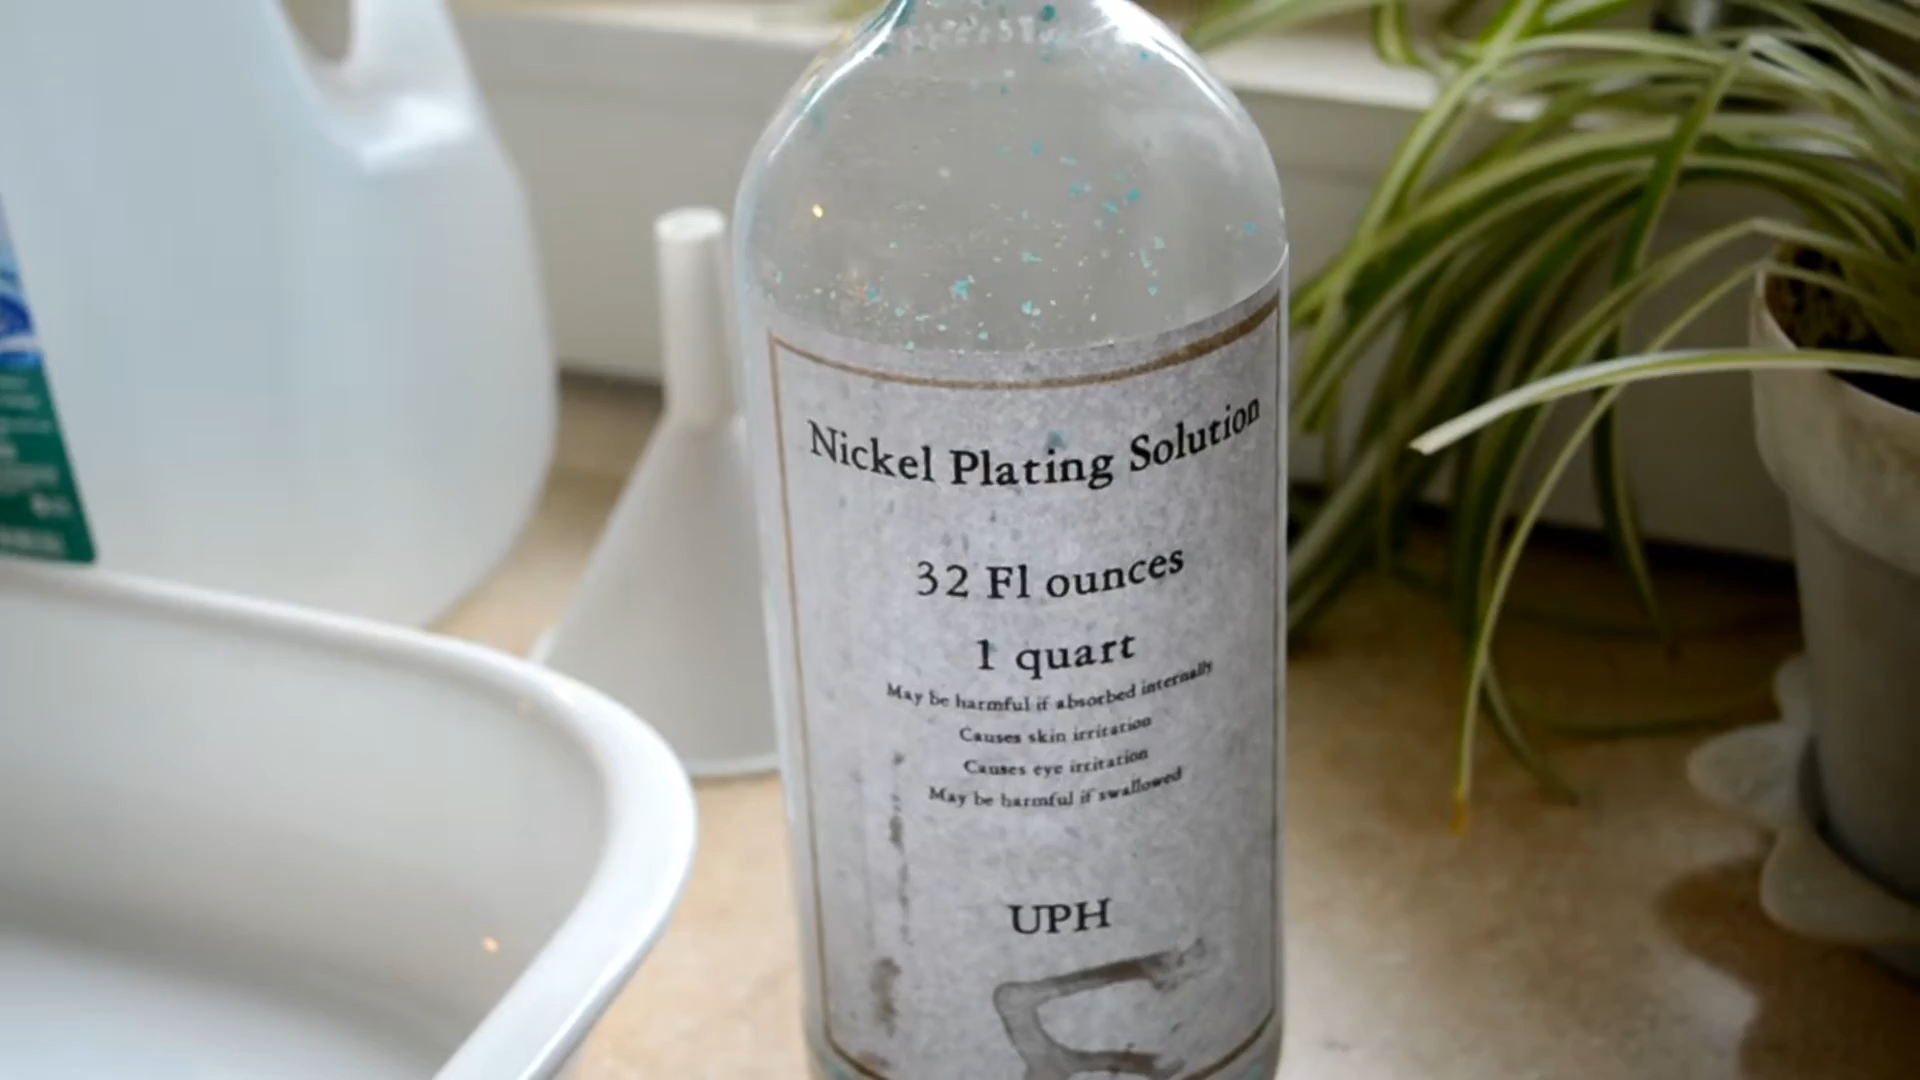 Nickel Plating Solution
32 Fl ounces
1 quart
May be harmful if absorbed internally
Causes skin irritation
Causes eye irritation
May be harmful if swallowed
UPH